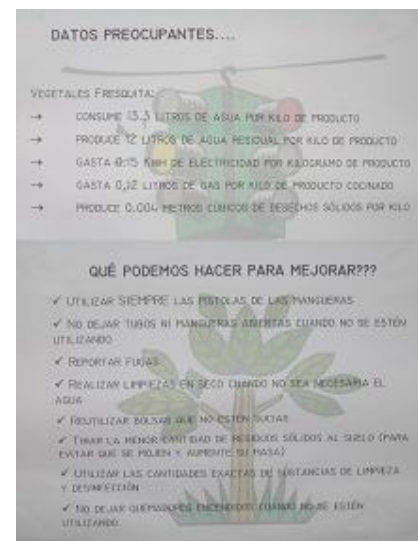 DATOS PREOCUPANTES....
VEGETALES FRESQUITA:
→ CONSUME 13.3 LITROS DE AGUA POR KILO DE PRODUCTO
→ PRODUCE 12 LITROS DE AGUA RESIDUAL POR KILO DE PRODUCTO
→ GASTA 0.15 KWH DE ELECTRICIDAD POR KILOGRAMO DE PRODUCTO
→ GASTA 0,12 LITROS DE GAS POR KILO DE PRODUCTO COCINADO
→ PRODUCE 0.004 METROS CÚBICOS DE DESECHOS SÓLIDOS POR KILO
QUÉ PODEMOS HACER PARA MEJORAR???
✓ UTILIZAR SIEMPRE LAS PISTOLAS DE LAS MANGUERAS
✓ NO DEJAR TUBOS NI MANGUERAS ABIERTAS CUANDO NO SE ESTÉN
UTILIZANDO
✓ REPORTAR FUGAS
✓ REALIZAR LIMPIEZAS EN SECO CUANDO NO SEA NECESARIA EL
AGUA
✓ REUTILIZAR BOLSAS QUE NO ESTÉN SUCIAS
✓ TIRAR LA MENOR CANTIDAD DE RESIDUOS SÓLIDOS AL SUELO (PARA
EVITAR QUE SE MOJEN Y AUMENTE SU MASA)
✓ UTILIZAR LAS CANTIDADES EXACTAS DE SUSTANCIAS DE LIMPIEZA
Y DESINFECCIÓN
✓ NO DEJAR QUEMADORES ENCENDIDOS CUANDO NO SE ESTÉN
UTILIZANDO